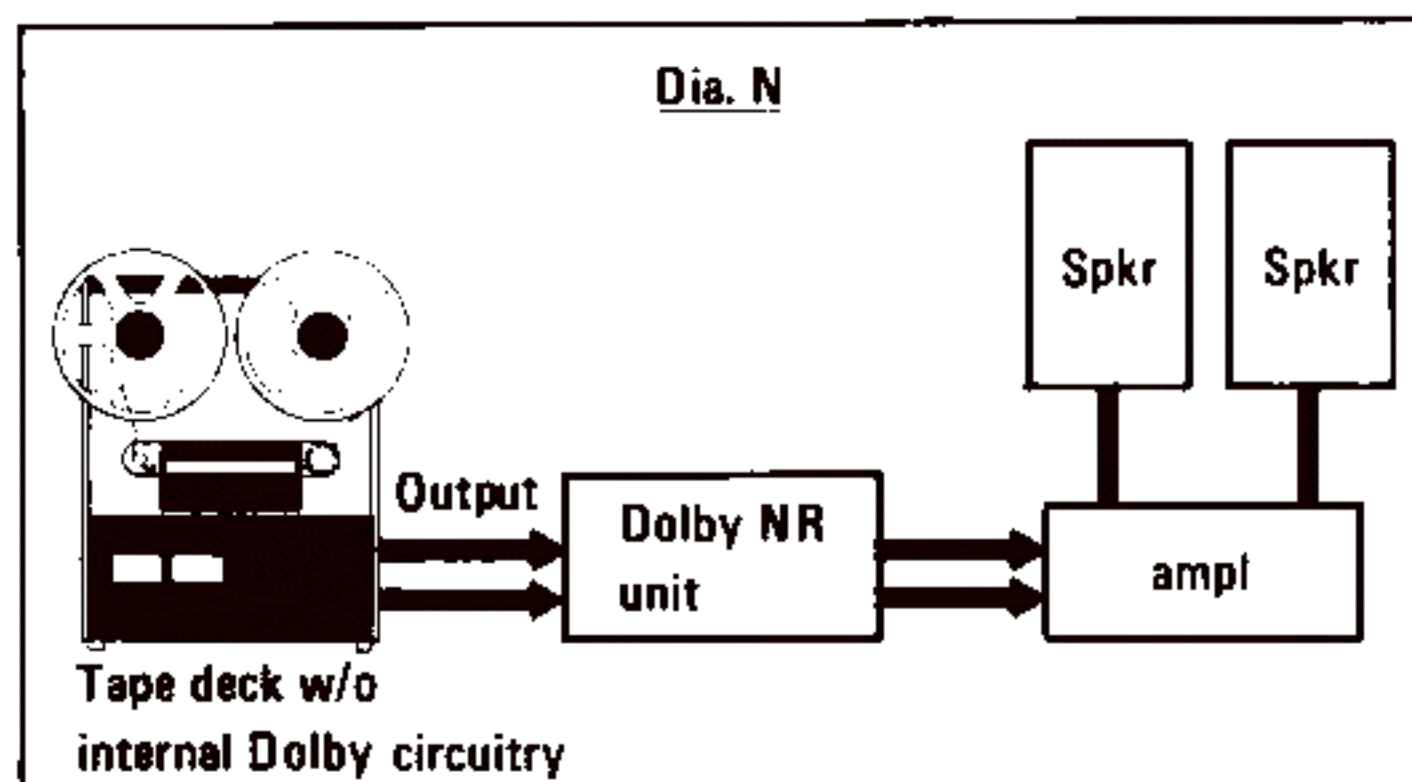 Dia. N
Spkr
Spkr
Output
Dolby NR
unit
ampl
Tape deck w/o
internal Dolby circuitry